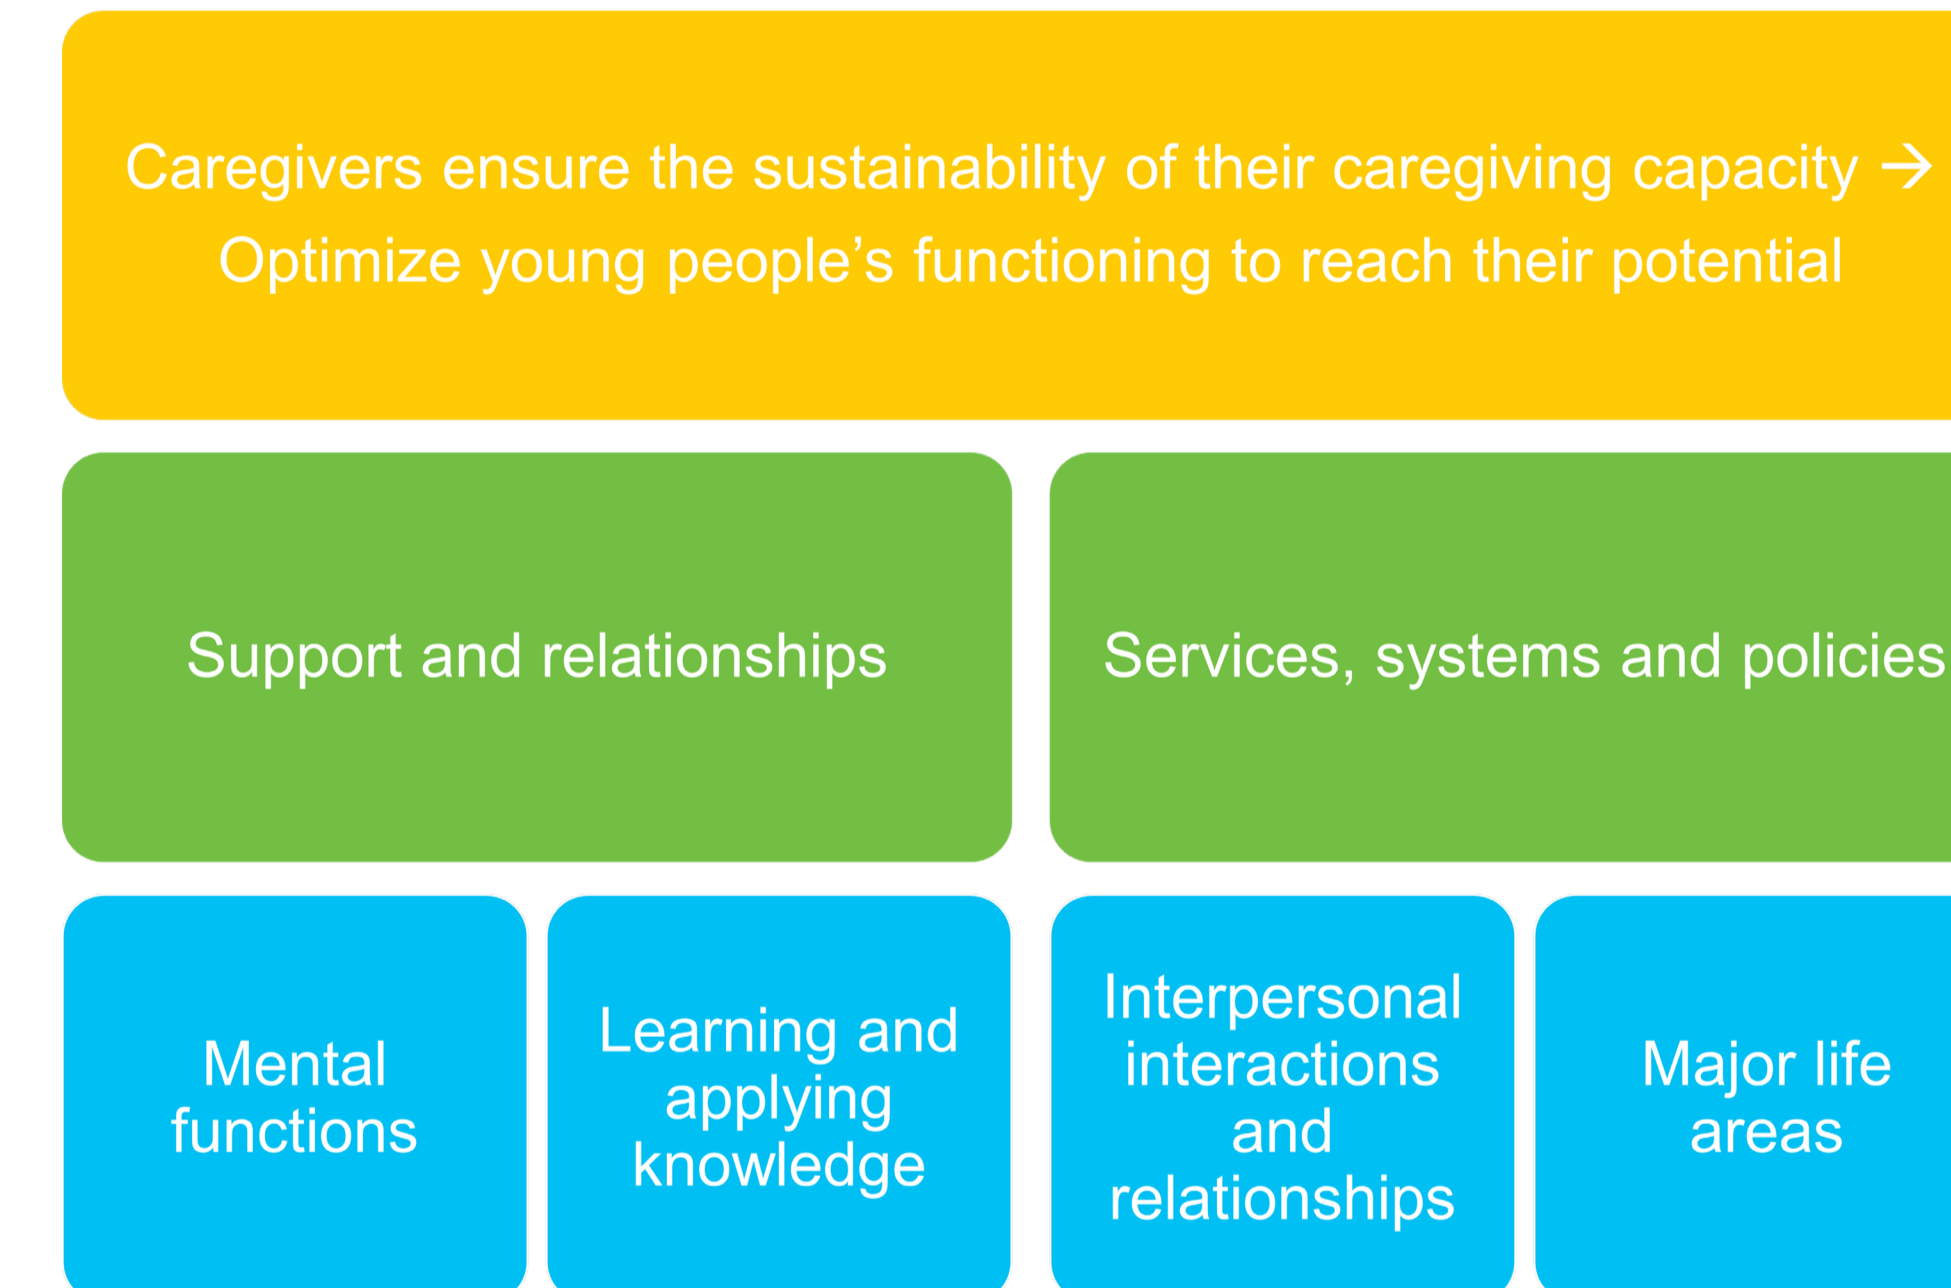 Caregivers ensure the sustainability of their caregiving capacity →
Optimize young people’s functioning to reach their potential
Support and relationships
Services, systems and policies
Mental
functions
Learning and
applying
knowledge
Interpersonal
interactions
and
relationships
Major life
areas